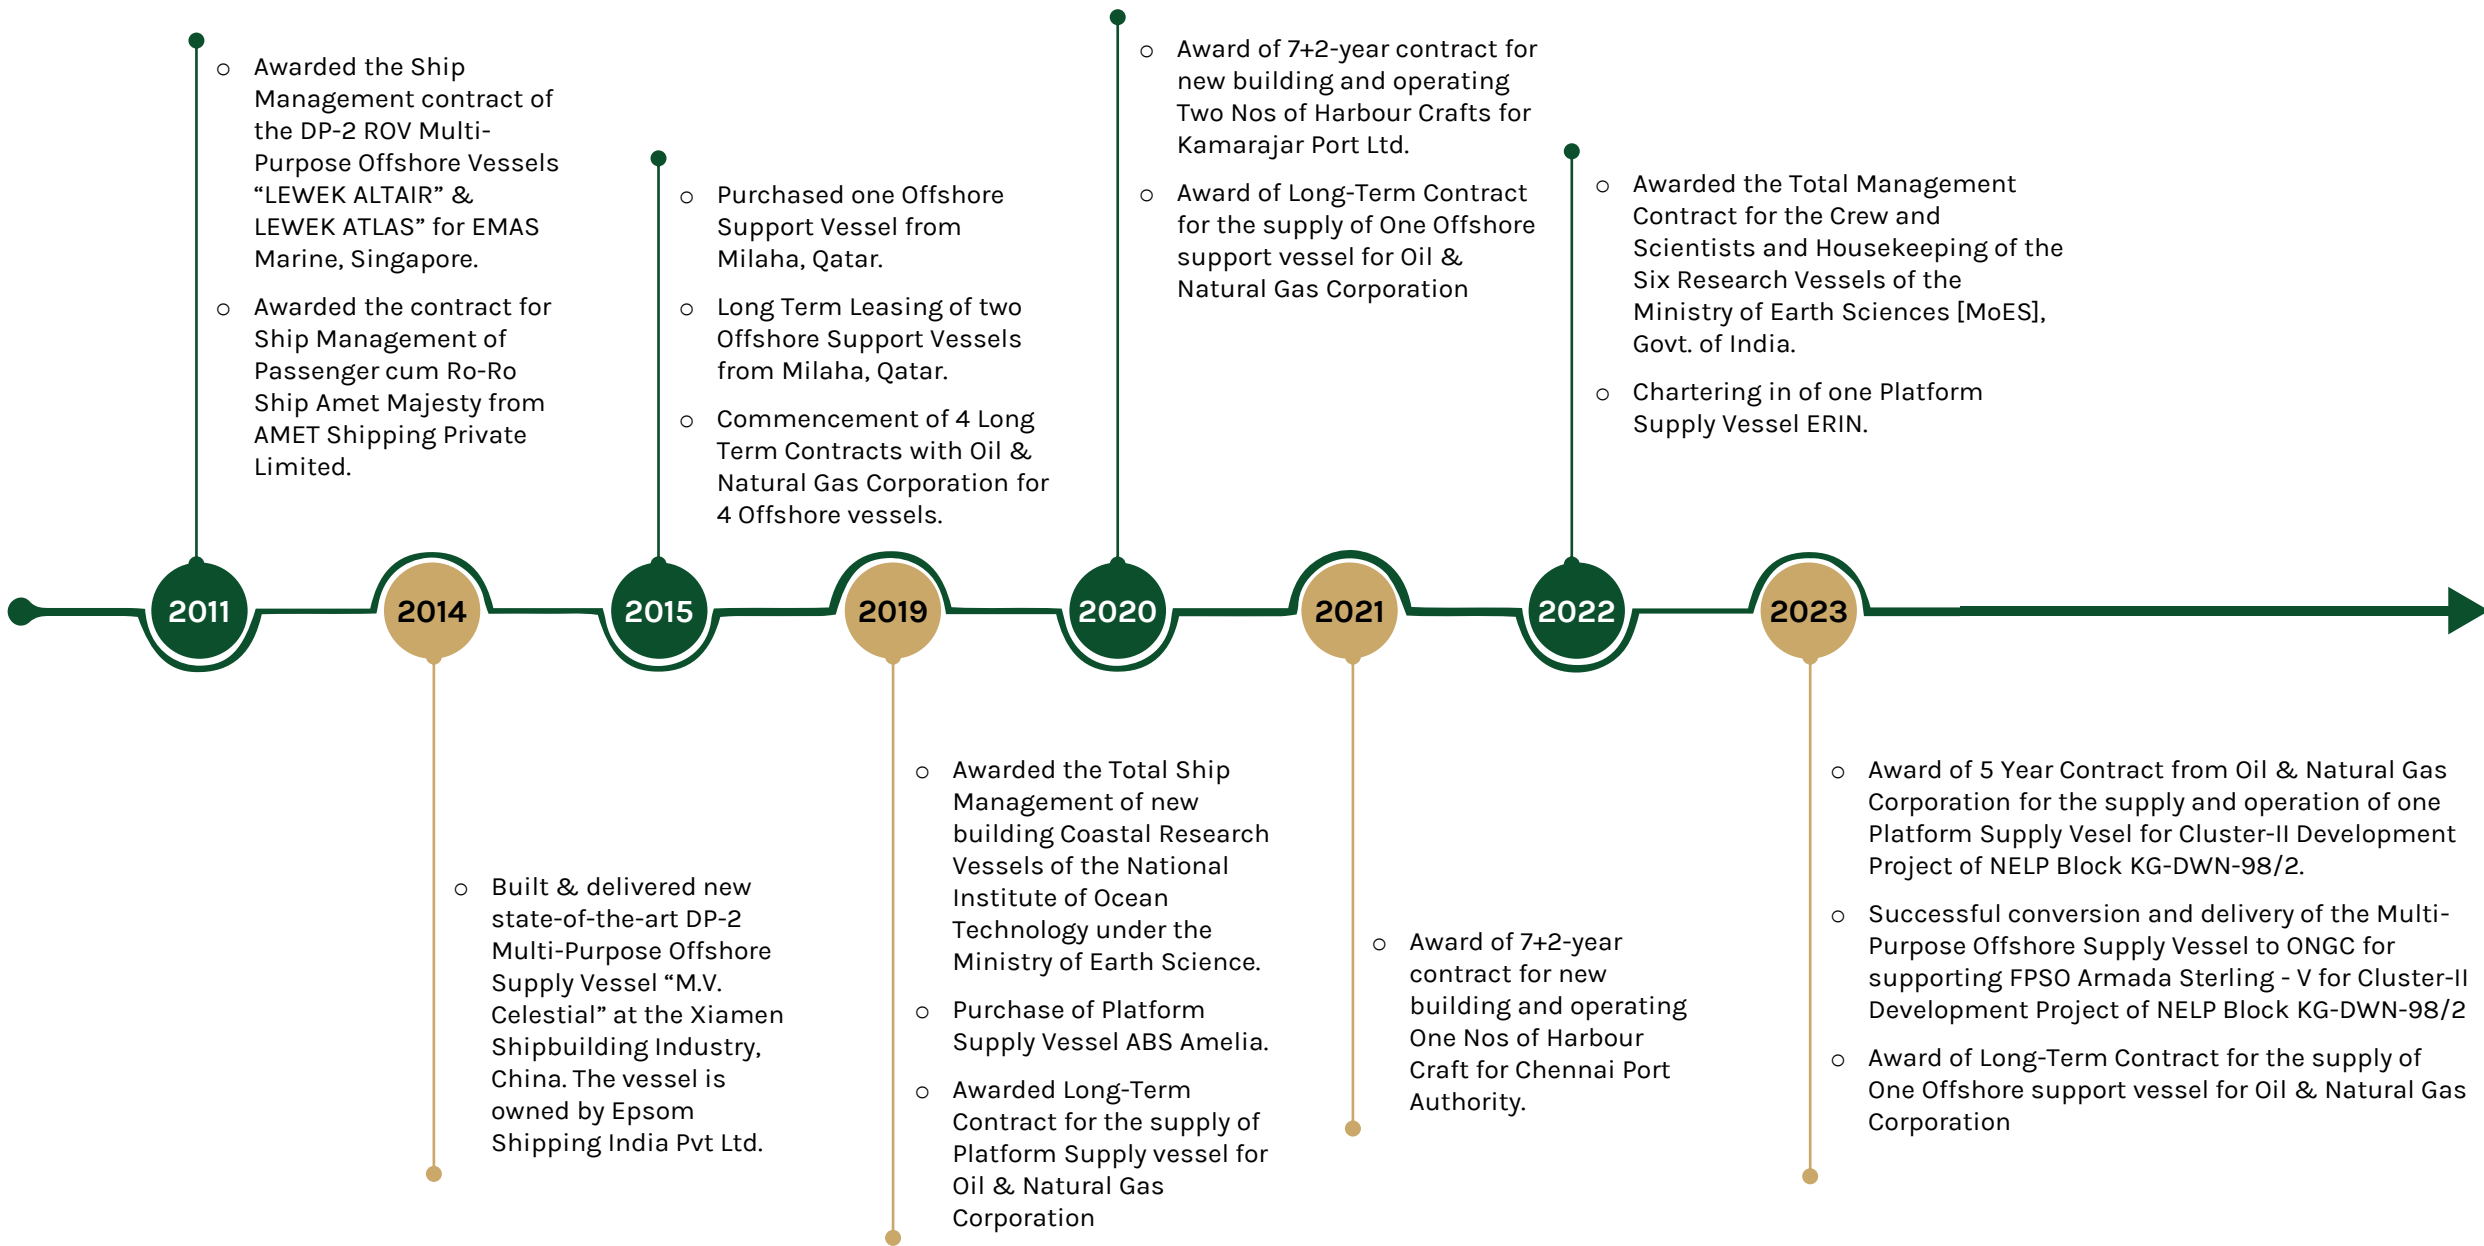 o Awarded the Ship
Management contract of
the DP-2 ROV Multi-
Purpose Offshore Vessels
“LEWEK ALTAIR” &
LEWEK ATLAS” for EMAS
Marine, Singapore.
o Awarded the contract for
Ship Management of
Passenger cum Ro-Ro
Ship Amet Majesty from
AMET Shipping Private
Limited.
o Purchased one Offshore
Support Vessel from
Milaha, Qatar.
o Long Term Leasing of two
Offshore Support Vessels
from Milaha, Qatar.
o Commencement of 4 Long
Term Contracts with Oil &
Natural Gas Corporation for
4 Offshore vessels.
o Award of 7+2-year contract for
new building and operating
Two Nos of Harbour Crafts for
Kamarajar Port Ltd.
o Award of Long-Term Contract
for the supply of One Offshore
support vessel for Oil &
Natural Gas Corporation
o Awarded the Total Management
Contract for the Crew and
Scientists and Housekeeping of the
Six Research Vessels of the
Ministry of Earth Sciences [MoES],
Govt. of India.
o Chartering in of one Platform
Supply Vessel ERIN.
2011
2014
2015
2019
2020
2021
2022
2023
o Built & delivered new
state-of-the-art DP-2
Multi-Purpose Offshore
Supply Vessel “M.V.
Celestial” at the Xiamen
Shipbuilding Industry,
China. The vessel is
owned by Epsom
Shipping India Pvt Ltd.
o Awarded the Total Ship
Management of new
building Coastal Research
Vessels of the National
Institute of Ocean
Technology under the
Ministry of Earth Science.
o Purchase of Platform
Supply Vessel ABS Amelia.
o Awarded Long-Term
Contract for the supply of
Platform Supply vessel for
Oil & Natural Gas
Corporation
o Award of 7+2-year
contract for new
building and operating
One Nos of Harbour
Craft for Chennai Port
Authority.
o Award of 5 Year Contract from Oil & Natural Gas
Corporation for the supply and operation of one
Platform Supply Vesel for Cluster-II Development
Project of NELP Block KG-DWN-98/2.
o Successful conversion and delivery of the Multi-
Purpose Offshore Supply Vessel to ONGC for
supporting FPSO Armada Sterling - V for Cluster-II
Development Project of NELP Block KG-DWN-98/2
o Award of Long-Term Contract for the supply of
One Offshore support vessel for Oil & Natural Gas
Corporation